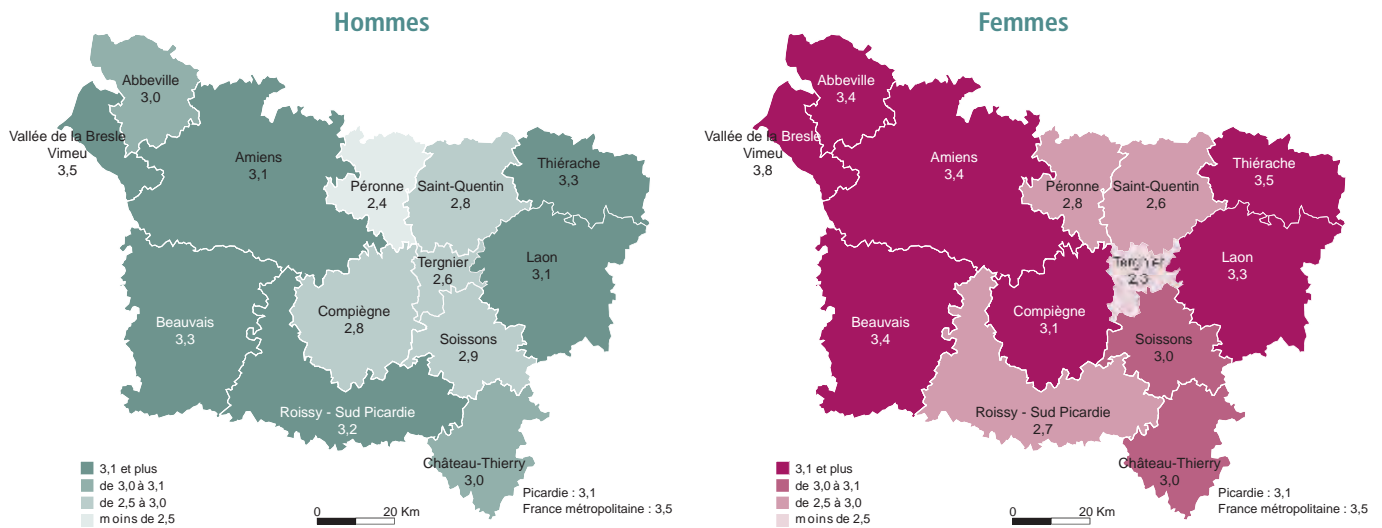 Hommes
Abbeville
3,0
Vallée de la Bresle
Vimeu
3,5
Amiens
3,1
Péronne
2,4
Saint-Quentin
2,8
Thiérache
3,3
Tergnier
2,6
Laon
3,1
Beauvais
3,3
Compiègne
2,8
Soissons
2,9
Roissy - Sud Picardie
3,2
Château-Thierry
3,0
3,1 et plus
de 3,0 à 3,1
de 2,5 à 3,0
moins de 2,5
0 20 Km
Picardie : 3,1
France métropolitaine : 3,5
Femmes
Abbeville
3,4
Vallée de la Bresle
Vimeu
3,8
Amiens
3,4
Péronne
2,8
Saint-Quentin
2,6
Thiérache
3,5
Tergnier
2,3
Laon
3,3
Beauvais
3,4
Compiègne
3,1
Soissons
3,0
Roissy - Sud Picardie
2,7
Château-Thierry
3,0
3,1 et plus
de 3,0 à 3,1
de 2,5 à 3,0
moins de 2,5
0 20 Km
Picardie : 3,1
France métropolitaine : 3,5